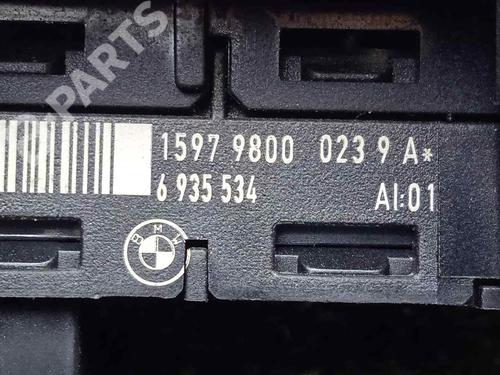 B-PARTS
1597 9800 023 9 A*
6 935 534 AI:01
BMW